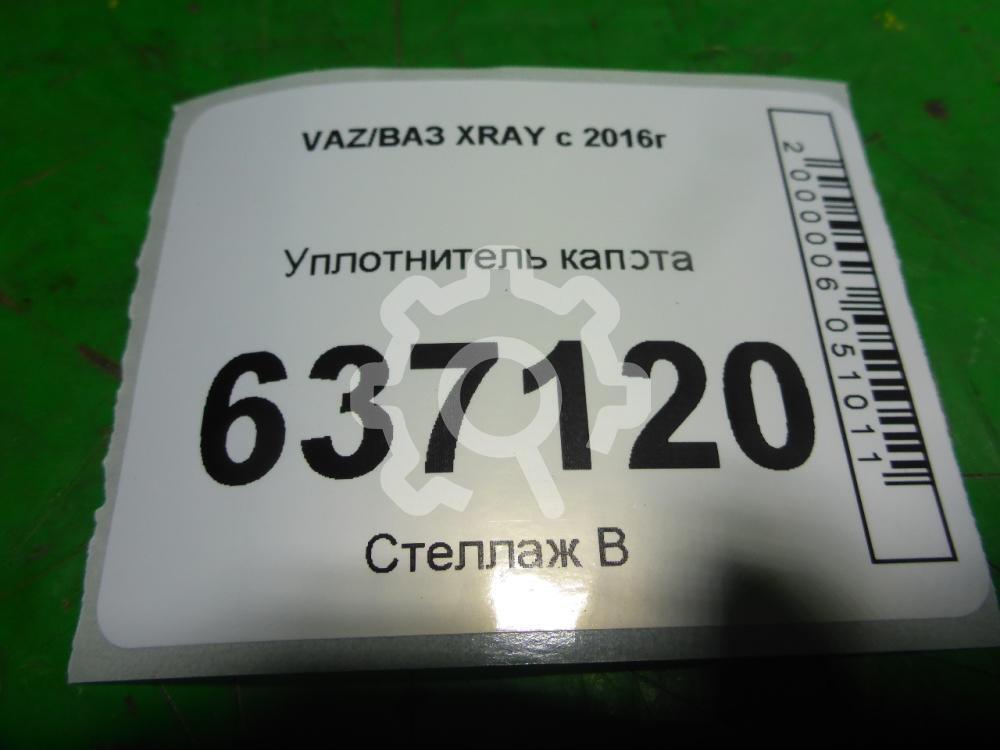 VAZ/ВАЗ XRAY с 2016г
Уплотнитель капота
637120
Стеллаж В
2000006051011